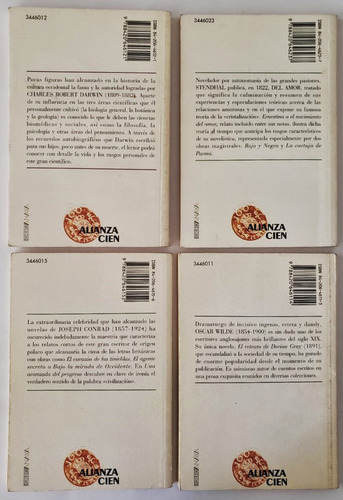 3446012
Pocas figuras han alcanzado en la historia de la
cultura occidental la fama y la autoridad logradas por
CHARLES ROBERT DARWIN (1809-1882). Aparte
de su influencia en las tres áreas científicas que él
personalmente cultivó (la biología general, la botánica
y la geología) es conocido lo que le deben las ciencias
biomédicas y sociales, así como la filosofía, la
psicología y otras áreas del pensamiento. A través de
los recuerdos autobiográficos que Darwin escribió
para sus hijos, poco antes de su muerte, el lector podrá
conocer con detalle la vida y los rasgos personales de
este gran científico.
ALIANZA
CIEN
3446023
Novelador por autonomasia de las grandes pasiones,
STENDHAL publica, en 1822, DEL AMOR, tratado
que significa la culminación y resumen de sus
experiencias y especulaciones teóricas acerca de las
relaciones amorosas y en el que expone su famosa
teoría de la «cristalización». Ernestina o el nacimiento
del amor, relato incluido entre sus notas, ilustra dicha
teoría al tiempo que anticipa los rasgos característicos
de su novelística, representada especialmente por dos
obras magistrales: Rojo y Negro y La cartuja de
Parma.
ALIANZA
CIEN
3446015
La extraordinaria celebridad que han alcanzado las
novelas de JOSEPH CONRAD (1857-1924) ha
oscurecido indebidamente la maestría que caracteriza
a los relatos cortos de este gran escritor de origen
polaco que alcanzaría la cima de las letras británicas
con obras como El corazón de las tinieblas, El agente
secreto o Bajo la mirada de Occidente. En Una
avanzada del progreso descubre en clave de ironía el
verdadero sentido de la palabra «civilización».
ALIANZA
CIEN
3446011
Dramaturgo de incisivo ingenio, poeta y dandy,
OSCAR WILDE (1854-1900) es sin duda uno de los
escritores anglosajones más brillantes del siglo XIX.
Su única novela, El retrato de Dorian Gray (1891),
que escandalizó a la sociedad de su tiempo, ha gozado
de enorme popularidad desde el momento de su
publicación. Es asimismo autor de cuentos escritos en
una prosa exquisita reunidos en diversas colecciones.
ALIANZA
CIEN